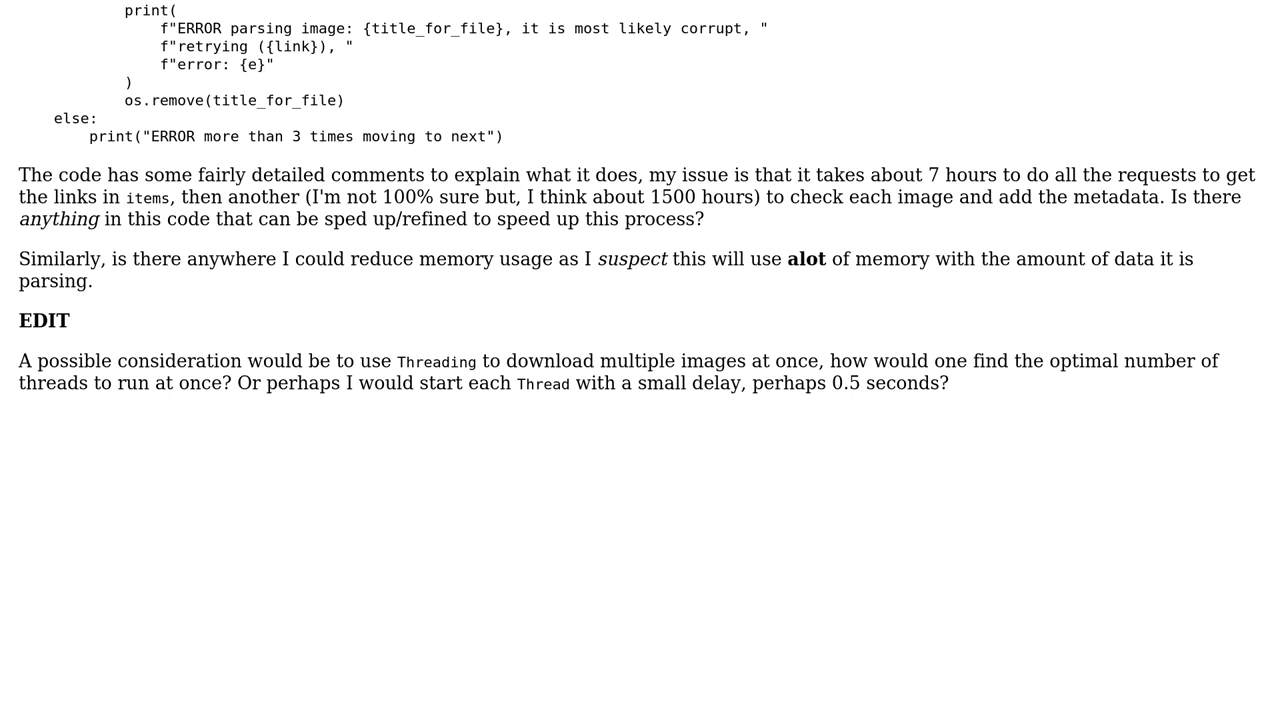 print(
f"ERROR parsing image: {title_for_file}, it is most likely corrupt, "
f"retrying ({link}), "
f"error: {e}"
)
os.remove(title_for_file)
else:
print("ERROR more than 3 times moving to next")
The code has some fairly detailed comments to explain what it does, my issue is that it takes about 7 hours to do all the requests to get
the links in items, then another (I'm not 100% sure but, I think about 1500 hours) to check each image and add the metadata. Is there
anything in this code that can be sped up/refined to speed up this process?
Similarly, is there anywhere I could reduce memory usage as I suspect this will use alot of memory with the amount of data it is
parsing.
EDIT
A possible consideration would be to use Threading to download multiple images at once, how would one find the optimal number of
threads to run at once? Or perhaps I would start each Thread with a small delay, perhaps 0.5 seconds?